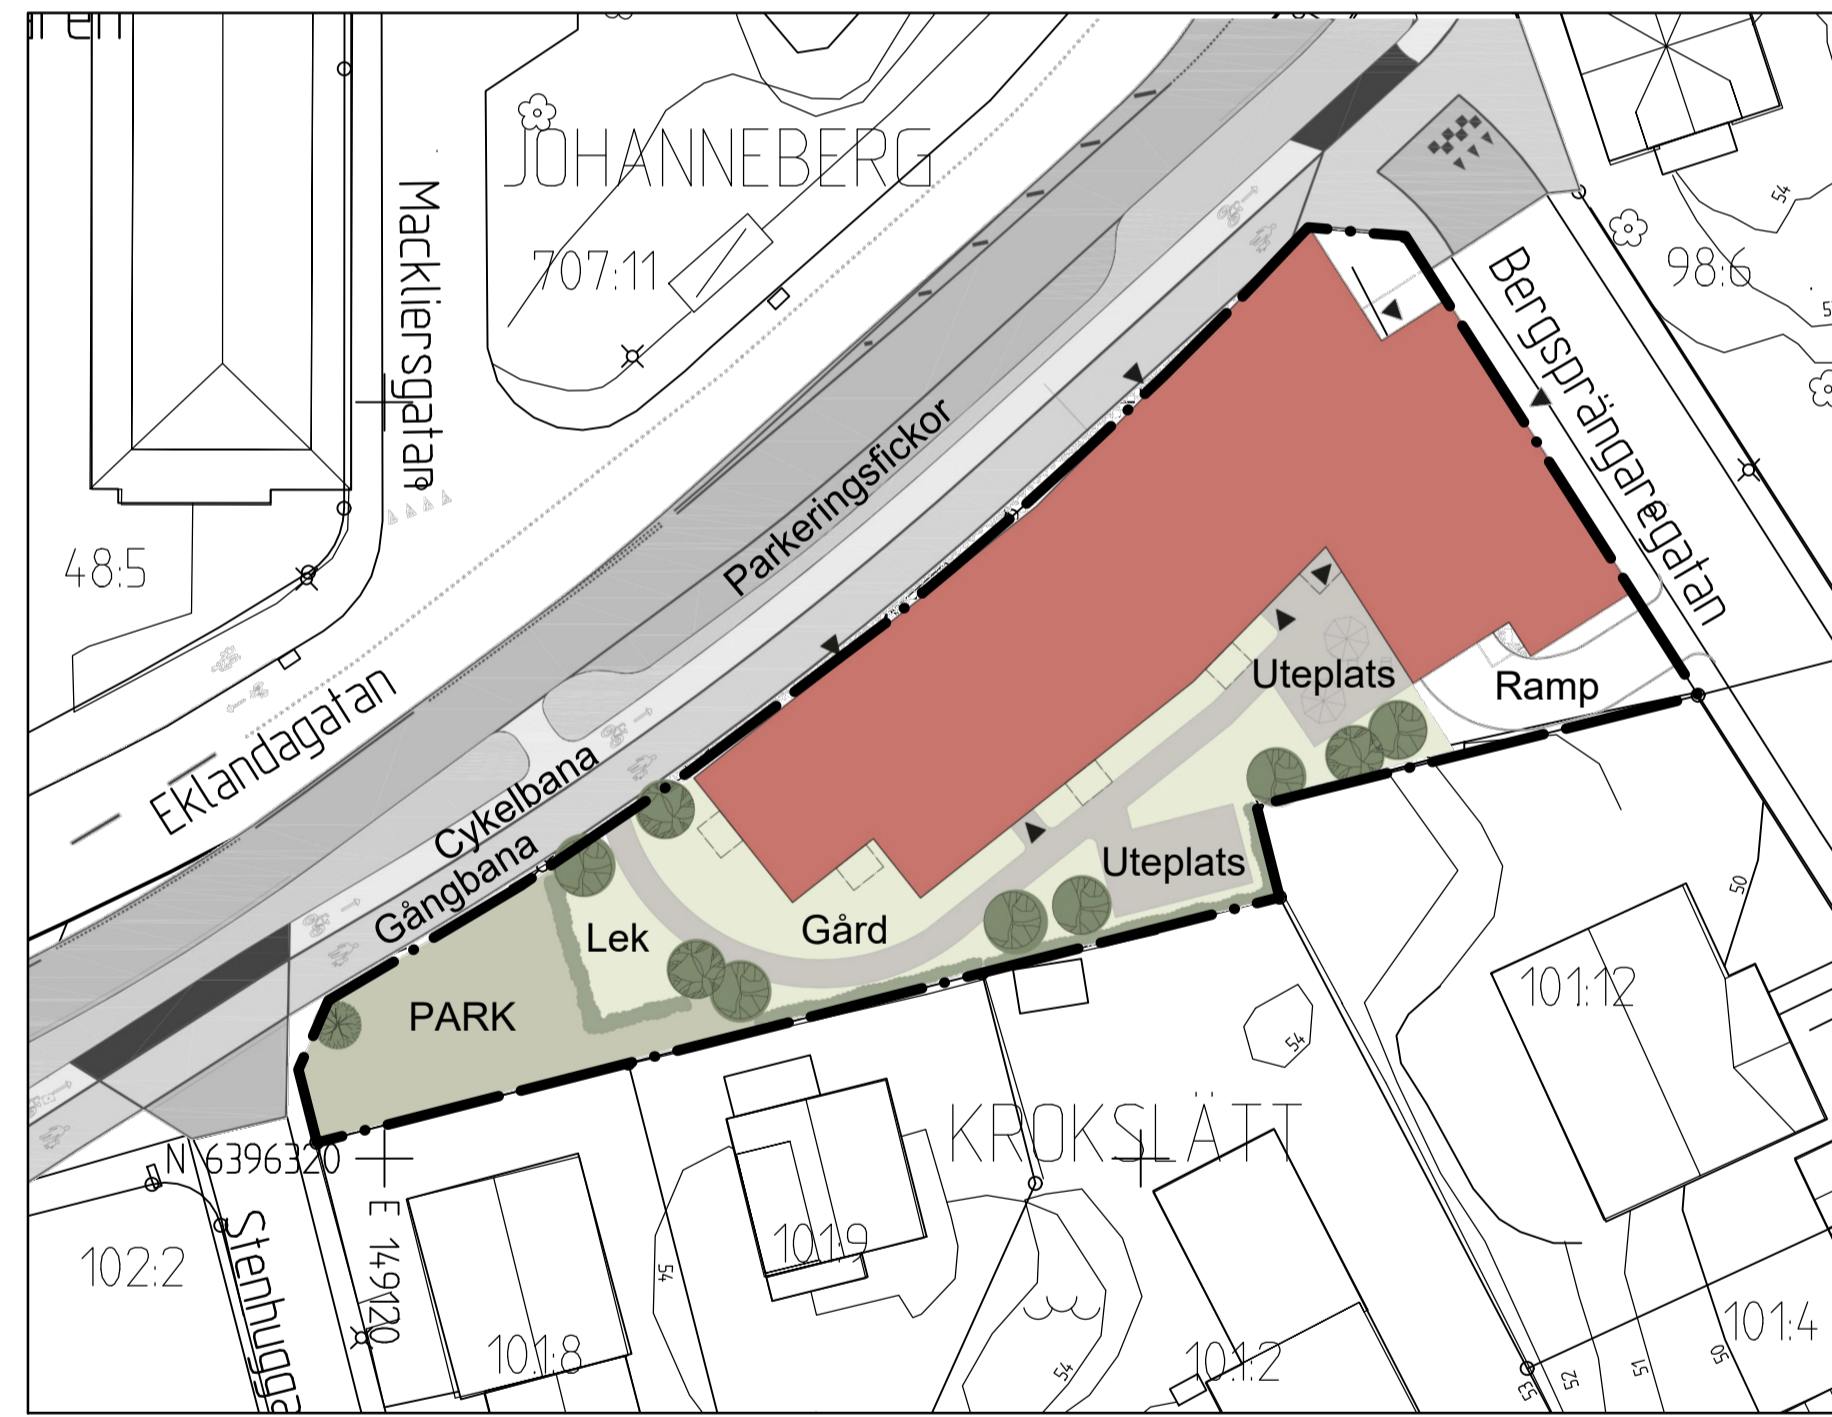 JOHANNEBERG
707:11
98:6
Mackliersgatan
Bergsprängaregatan
48:5
Parkeringsfickor
Eklandagatan
Cykelbana
Gångbana
Uteplats
Ramp
Uteplats
Lek
Gård
PARK
54
50
54
101:12
KROKSLÄTT
N 6396320
E 149120
102:2
Stenhugga
101:8
54
101:9
54
101:2
101:4
53
52
51
50